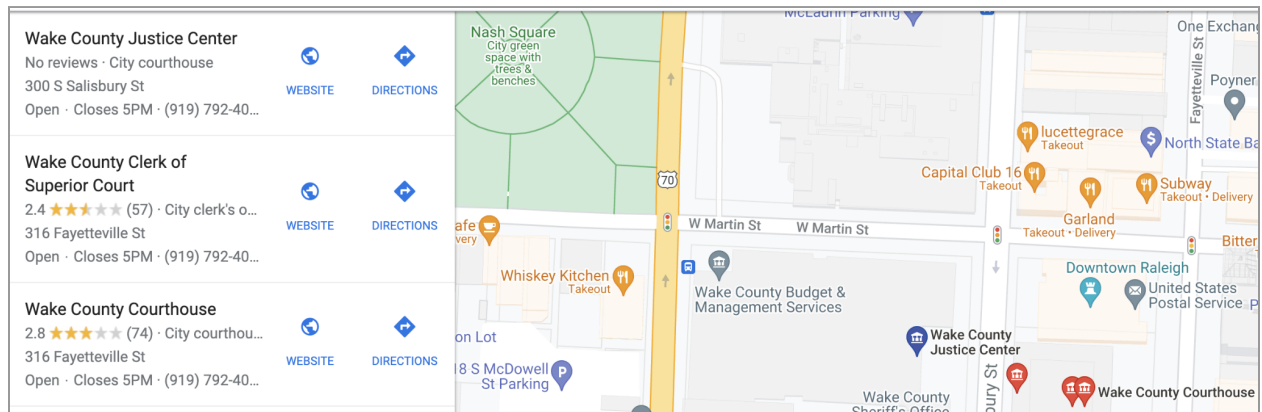 Wake County Justice Center
No reviews · City courthouse
300 S Salisbury St
Open · Closes 5PM · (919) 792-40...
WEBSITE
DIRECTIONS
Wake County Clerk of
Superior Court
2.4 (57) · City clerk's o...
316 Fayetteville St
Open · Closes 5PM · (919) 792-40...
WEBSITE
DIRECTIONS
Wake County Courthouse
2.8 (74) · City courthou...
316 Fayetteville St
Open · Closes 5PM · (919) 792-40...
WEBSITE
DIRECTIONS
McLaurin Parking
One Exchang
Nash Square
City green
space with
trees &
benches
Fayetteville St
Poyner
lucettegrace
Takeout
North State Ba
Capital Club 16
Takeout
70
Subway
Takeout • Delivery
Garland
Takeout • Delivery
W Martin St
W Martin St
afe
very
Bitter
Whiskey Kitchen
Takeout
Wake County Budget &
Management Services
Downtown Raleigh
United States
Postal Service
P
on Lot
Wake County
Justice Center
18 S McDowell
St Parking
P
bury St
Wake County Courthouse
Wake County
Sheriff's Office